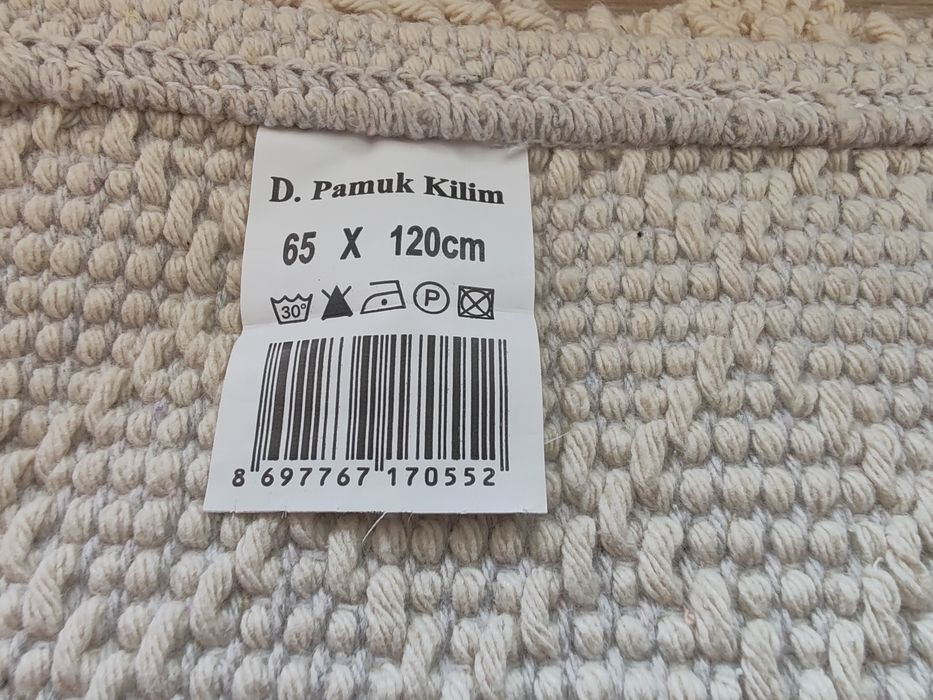 D. Pamuk Kilim
65 X 120cm
30° P
8 697767 170552